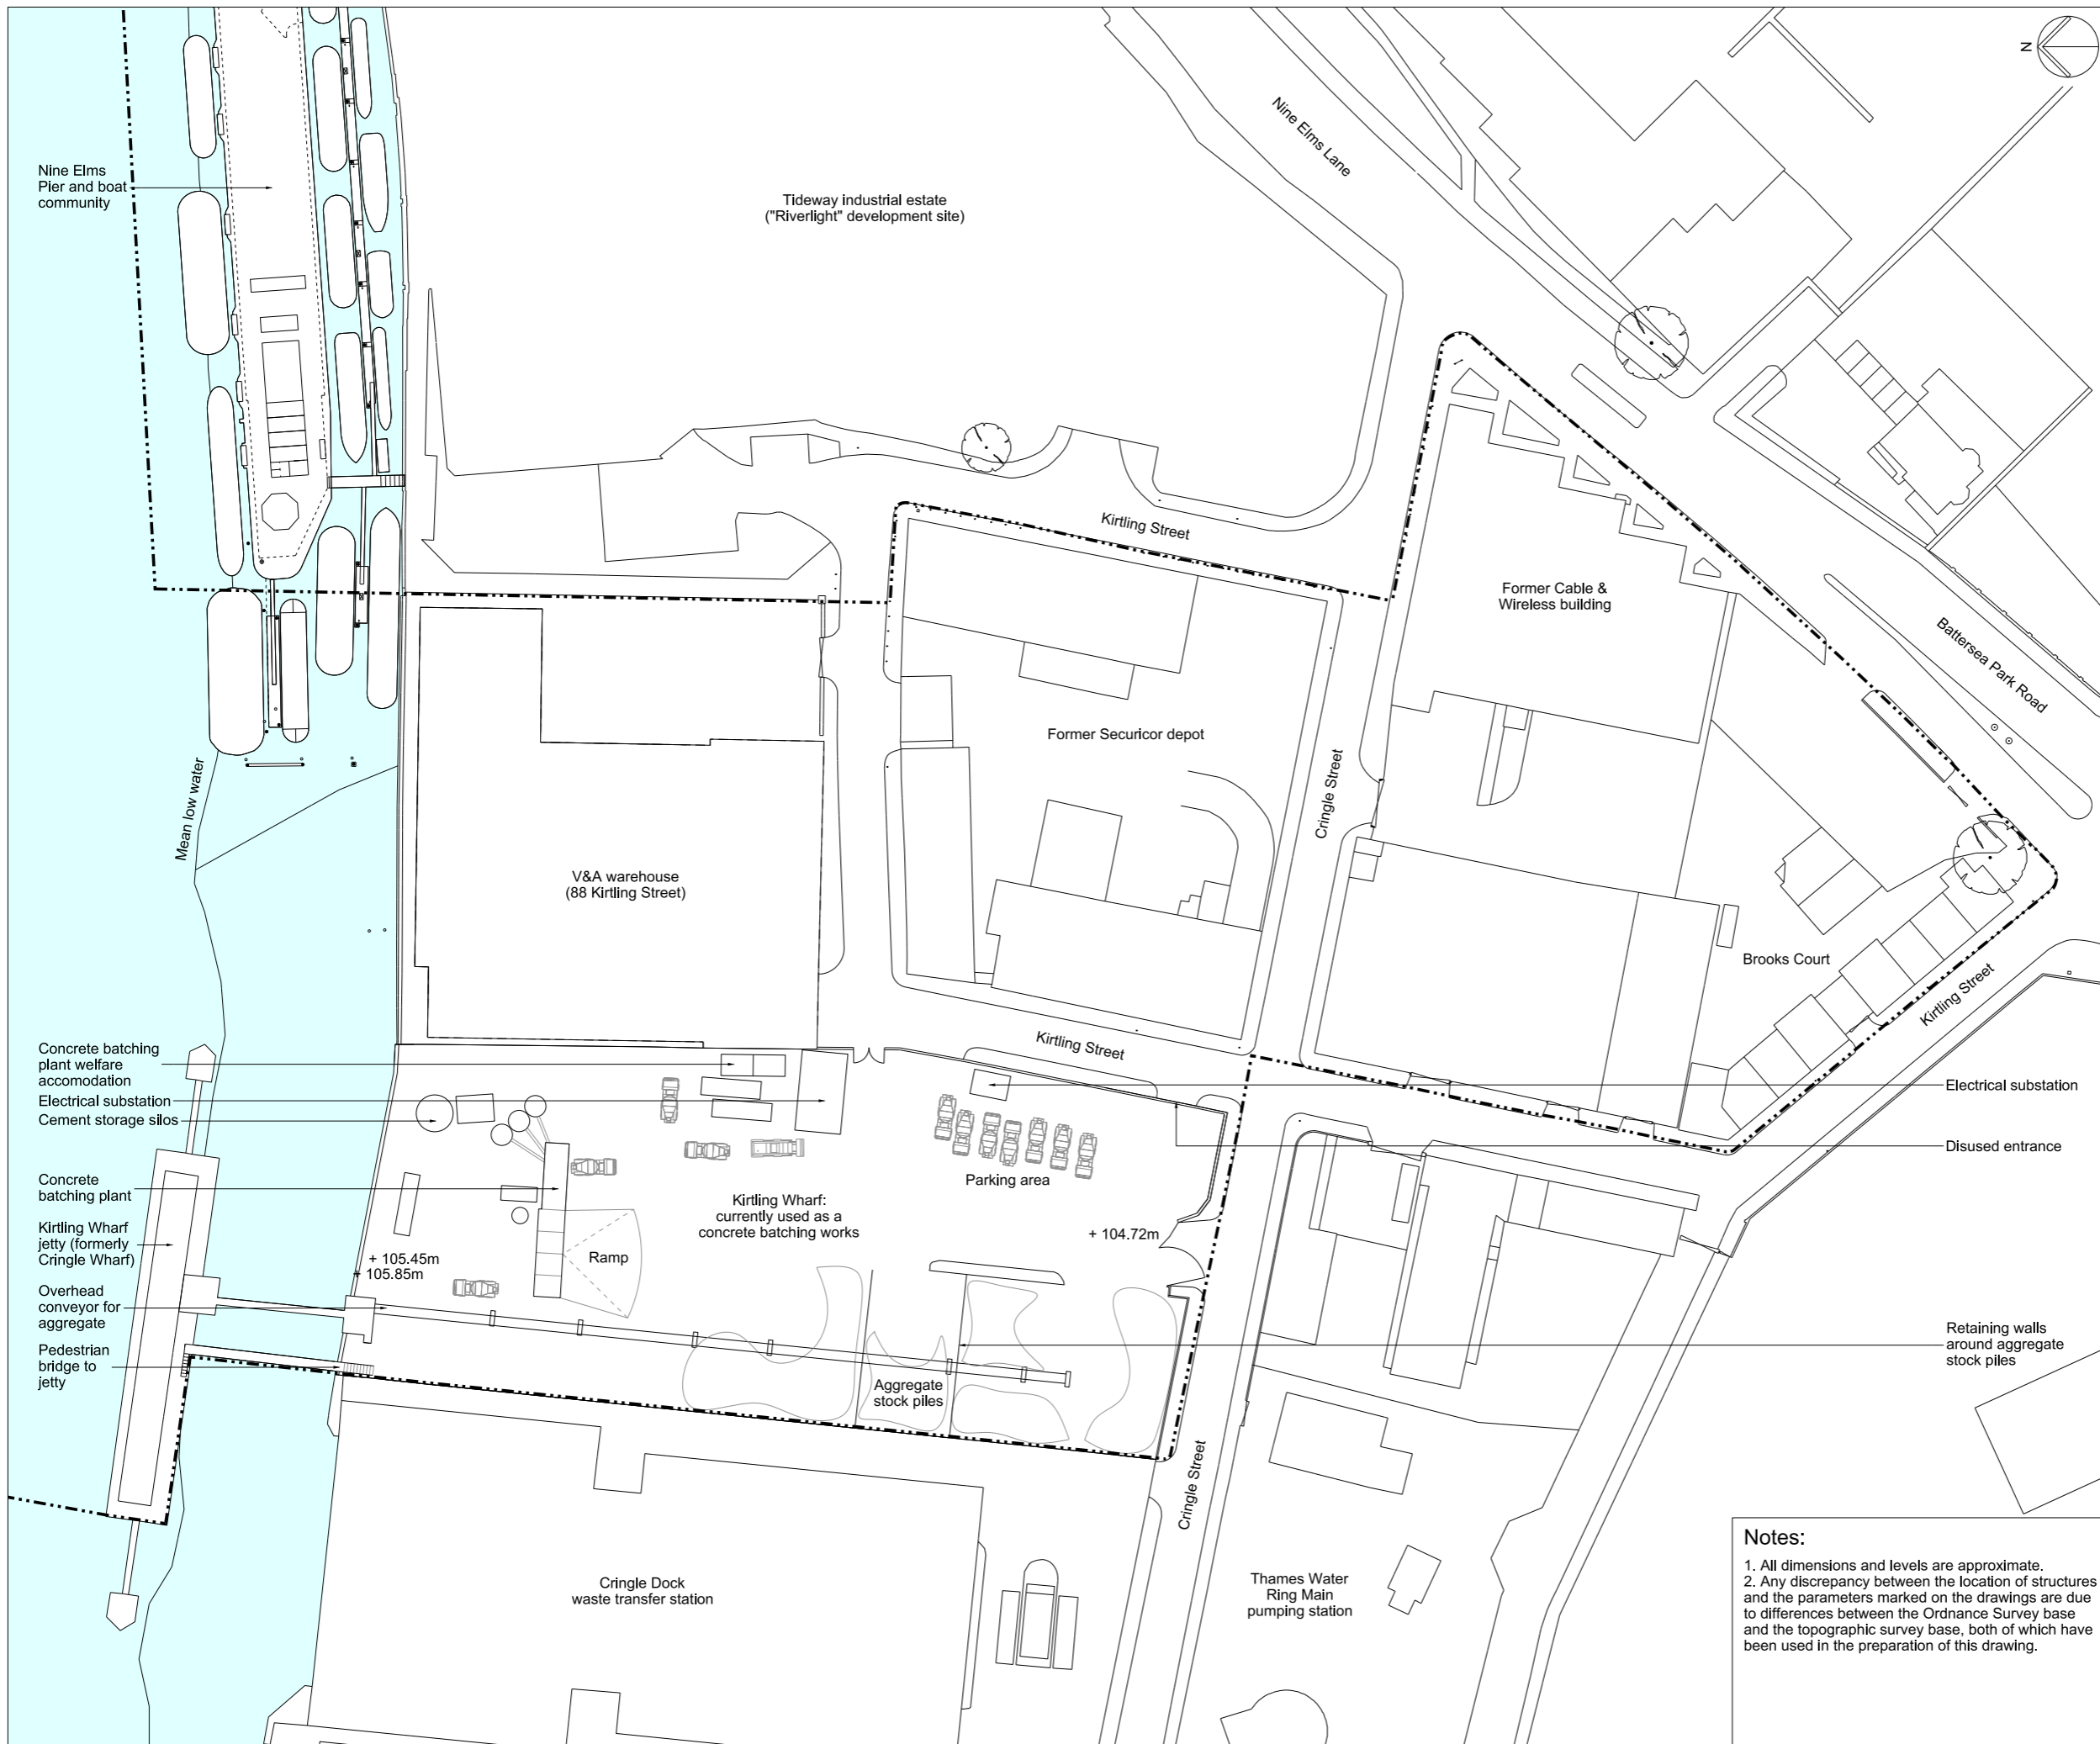 N
Nine Elms
Pier and boat
community
Tideway industrial estate
("Riverlight" development site)
Nine Elms Lane
Kirtling Street
Former Cable &
Wireless building
Battersea Park Road
Former Securicor depot
Cringle Street
Mean low water
V&A warehouse
(88 Kirtling Street)
Brooks Court
Kirtling Street
Kirtling Street
Concrete batching
plant welfare
accomodation
Electrical substation
Cement storage silos
Electrical substation
Disused entrance
Concrete
batching plant
Parking area
Kirtling Wharf:
currently used as a
concrete batching works
Kirtling Wharf
jetty (formerly
Cringle Wharf)
+ 104.72m
Ramp
+ 105.45m
+ 105.85m
Overhead
conveyor for
aggregate
Pedestrian
bridge to
jetty
Retaining walls
around aggregate
stock piles
Aggregate
stock piles
Cringle Street
Cringle Dock
waste transfer station
Thames Water
Ring Main
pumping station
Notes:
1. All dimensions and levels are approximate.
2. Any discrepancy between the location of structures
and the parameters marked on the drawings are due
to differences between the Ordnance Survey base
and the topographic survey base, both of which have
been used in the preparation of this drawing.